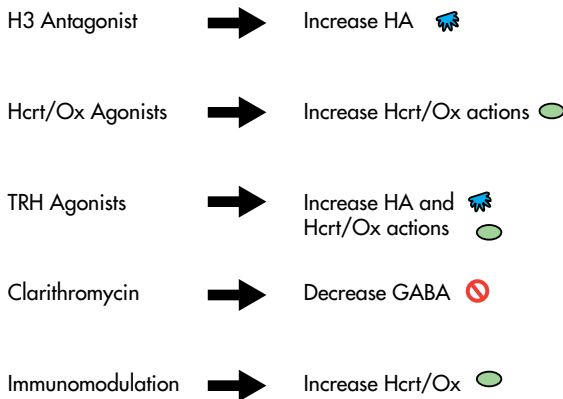 H3 Antagonist Increase HA
Hcrt/Ox Agonists Increase Hcrt/Ox actions
TRH Agonists Increase HA and
Hcrt/Ox actions
Clarithromycin Decrease GABA
Immunomodulation Increase Hcrt/Ox